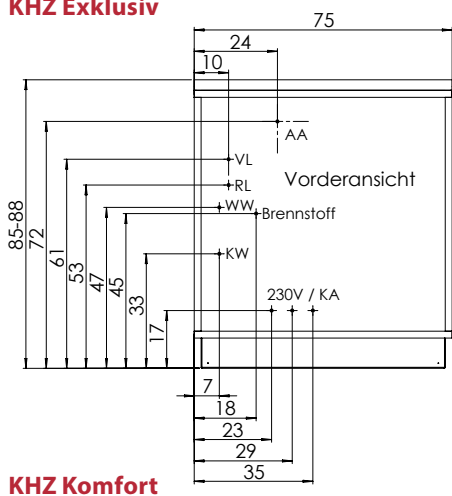 KHZ Exklusiv
75
24
10
AA
VL
Vorderansicht
RL
WW
Brennstoff
KW
230V / KA
85-88
72
61
53
47
45
33
17
7
18
23
29
35
KHZ Komfort